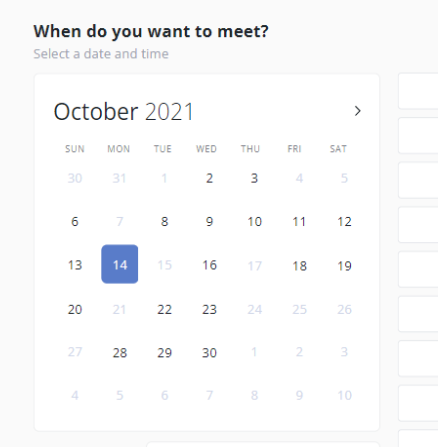 When do you want to meet?
Select a date and time
October 2021
SUN MON TUE WED THU FRI SAT
30 31 1 2 3 4 5
6 7 8 9 10 11 12
13 14 15 16 17 18 19
20 21 22 23 24 25 26
27 28 29 30 1 2 3
4 5 6 7 8 9 10